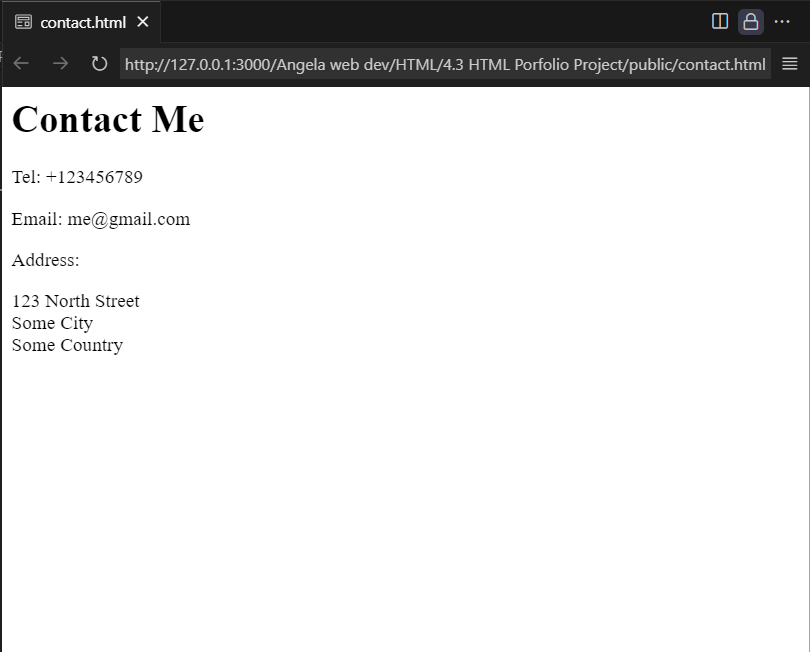 contact.html
http://127.0.0.1:3000/Angela web dev/HTML/4.3 HTML Porfolio Project/public/contact.html
Contact Me
Tel: +123456789
Email: me@gmail.com
Address:
123 North Street
Some City
Some Country